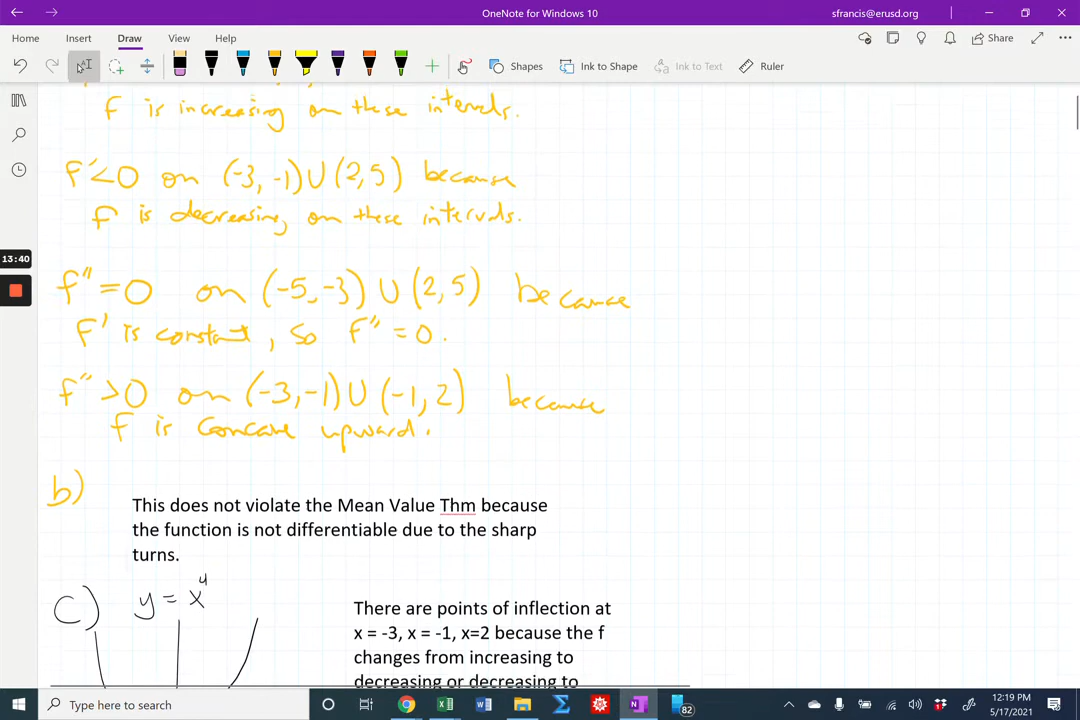 OneNote for Windows 10
sfrancis@erusd.org
Home
Insert
Draw
View
Help
Share
Shapes
Ink to Shape
Ink to Text
Ruler
f is increasing on these intervals.
f'<0 on (-3, -1) U (2, 5) because
f is decreasing on these intervals.
13:40
f''=0 on (-5, -3) U (2, 5) because
f' is constant, so f''=0.
f''>0 on (-3, -1) U (-1, 2) because
f is concave upward.
b)
This does not violate the Mean Value Thm because
the function is not differentiable due to the sharp
turns.
c) y = x⁴
There are points of inflection at
x = -3, x = -1, x=2 because the f
changes from increasing to
decreasing or decreasing to
Type here to search
82
12:19 PM
5/17/2021